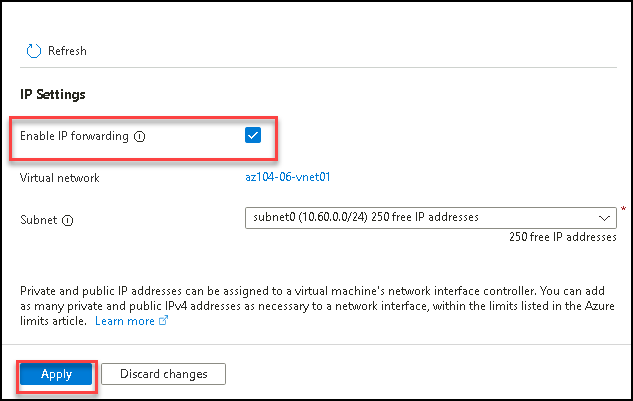 Refresh
IP Settings
Enable IP forwarding
Virtual network az104-06-vnet01
Subnet subnet0 (10.60.0.0/24) 250 free IP addresses *
250 free IP addresses
Private and public IP addresses can be assigned to a virtual machine's network interface controller. You can add
as many private and public IPv4 addresses as necessary to a network interface, within the limits listed in the Azure
limits article. Learn more
Apply Discard changes